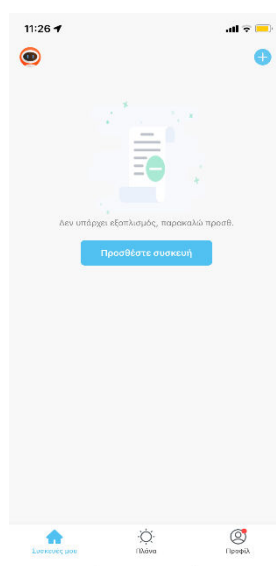 11:26
Δεν υπάρχει εξοπλισμός, παρακαλώ προσθ.
Προσθέστε συσκευή
Συσκευές μου
Πλάνα
Προφίλ